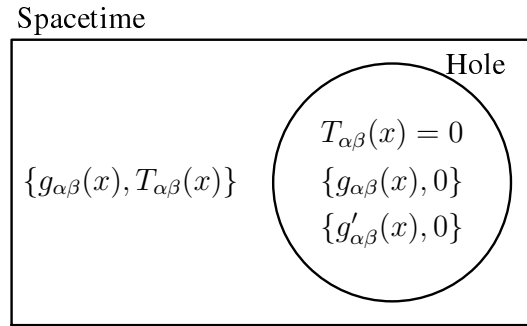 Spacetime
Hole
T_{αβ}(x) = 0
{g_{αβ}(x), T_{αβ}(x)}
{g_{αβ}(x), 0}
{g'_{αβ}(x), 0}